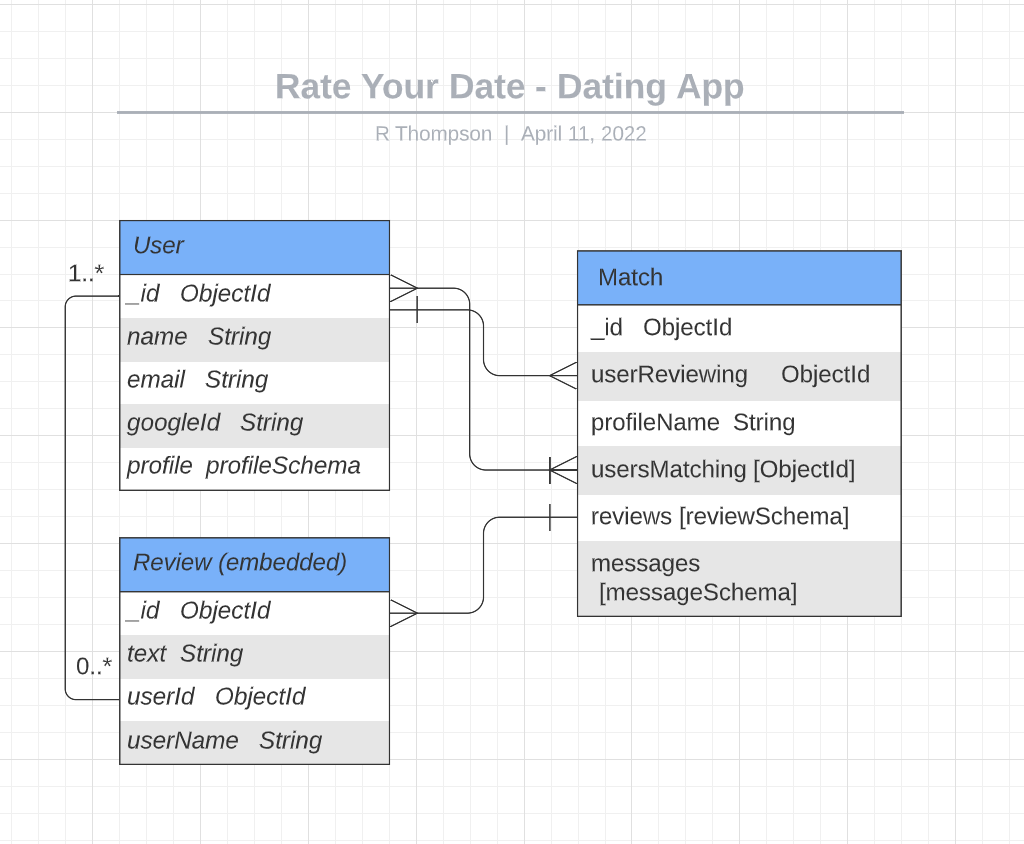 Rate Your Date - Dating App
R Thompson | April 11, 2022
User
1..*
_id ObjectId
name String
email String
googleId String
profile profileSchema
Match
_id ObjectId
userReviewing ObjectId
profileName String
usersMatching [ObjectId]
reviews [reviewSchema]
messages
[messageSchema]
Review (embedded)
_id ObjectId
text String
0..*
userId ObjectId
userName String